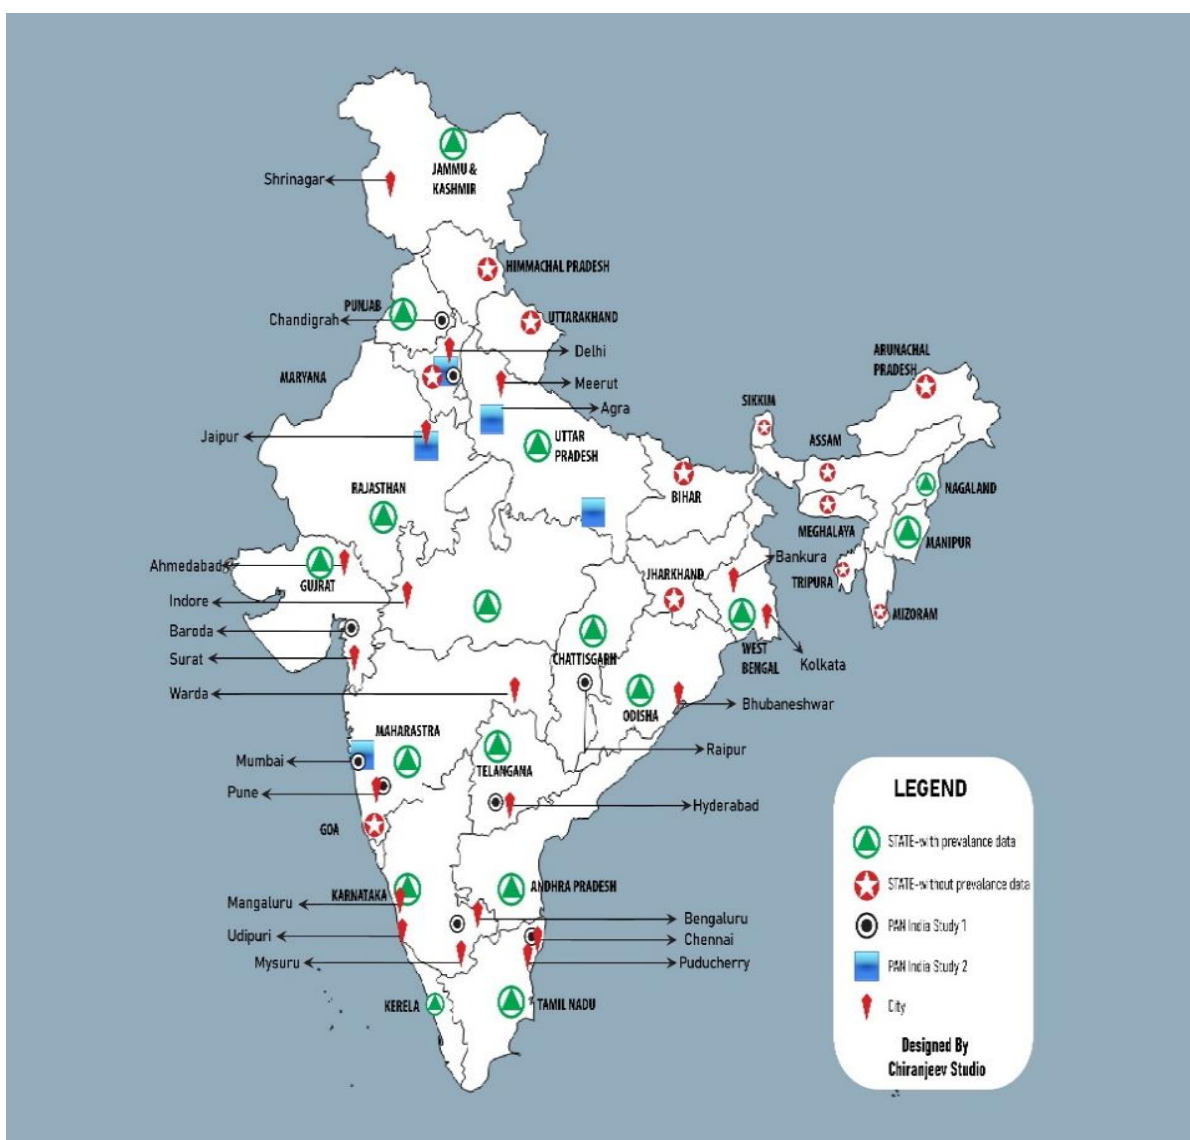 JAMMU &
KASHMIR
Shrinagar
HIMMACHAL PRADESH
PUNJAB
Chandigrah
UTTARAKHAND
Delhi
MARYANA
Meerut
Agra
ARUNACHAL
PRADESH
SIKKIM
Jaipur
UTTAR
PRADESH
ASSAM
RAJASTHAN
BIHAR
NAGALAND
MEGHALAYA
MANIPUR
Ahmedabad
GUJRAT
Bankura
JHARKHAND
TRIPURA
Indore
MIZORAM
Baroda
WEST
BENGAL
Surat
CHATTISGARH
Kolkata
Warda
Bhubaneshwar
ODISHA
MAHARASTRA
Raipur
Mumbai
TELANGANA
Pune
Hyderabad
GOA
KARNATAKA
ANDHRA PRADESH
Mangaluru
Bengaluru
Udipuri
Chennai
Mysuru
Puducherry
KERELA
TAMIL NADU
LEGEND
STATE-with prevalance data
STATE-without prevalance data
PAN India Study 1
PAN India Study 2
City
Designed By
Chiranjeev Studio